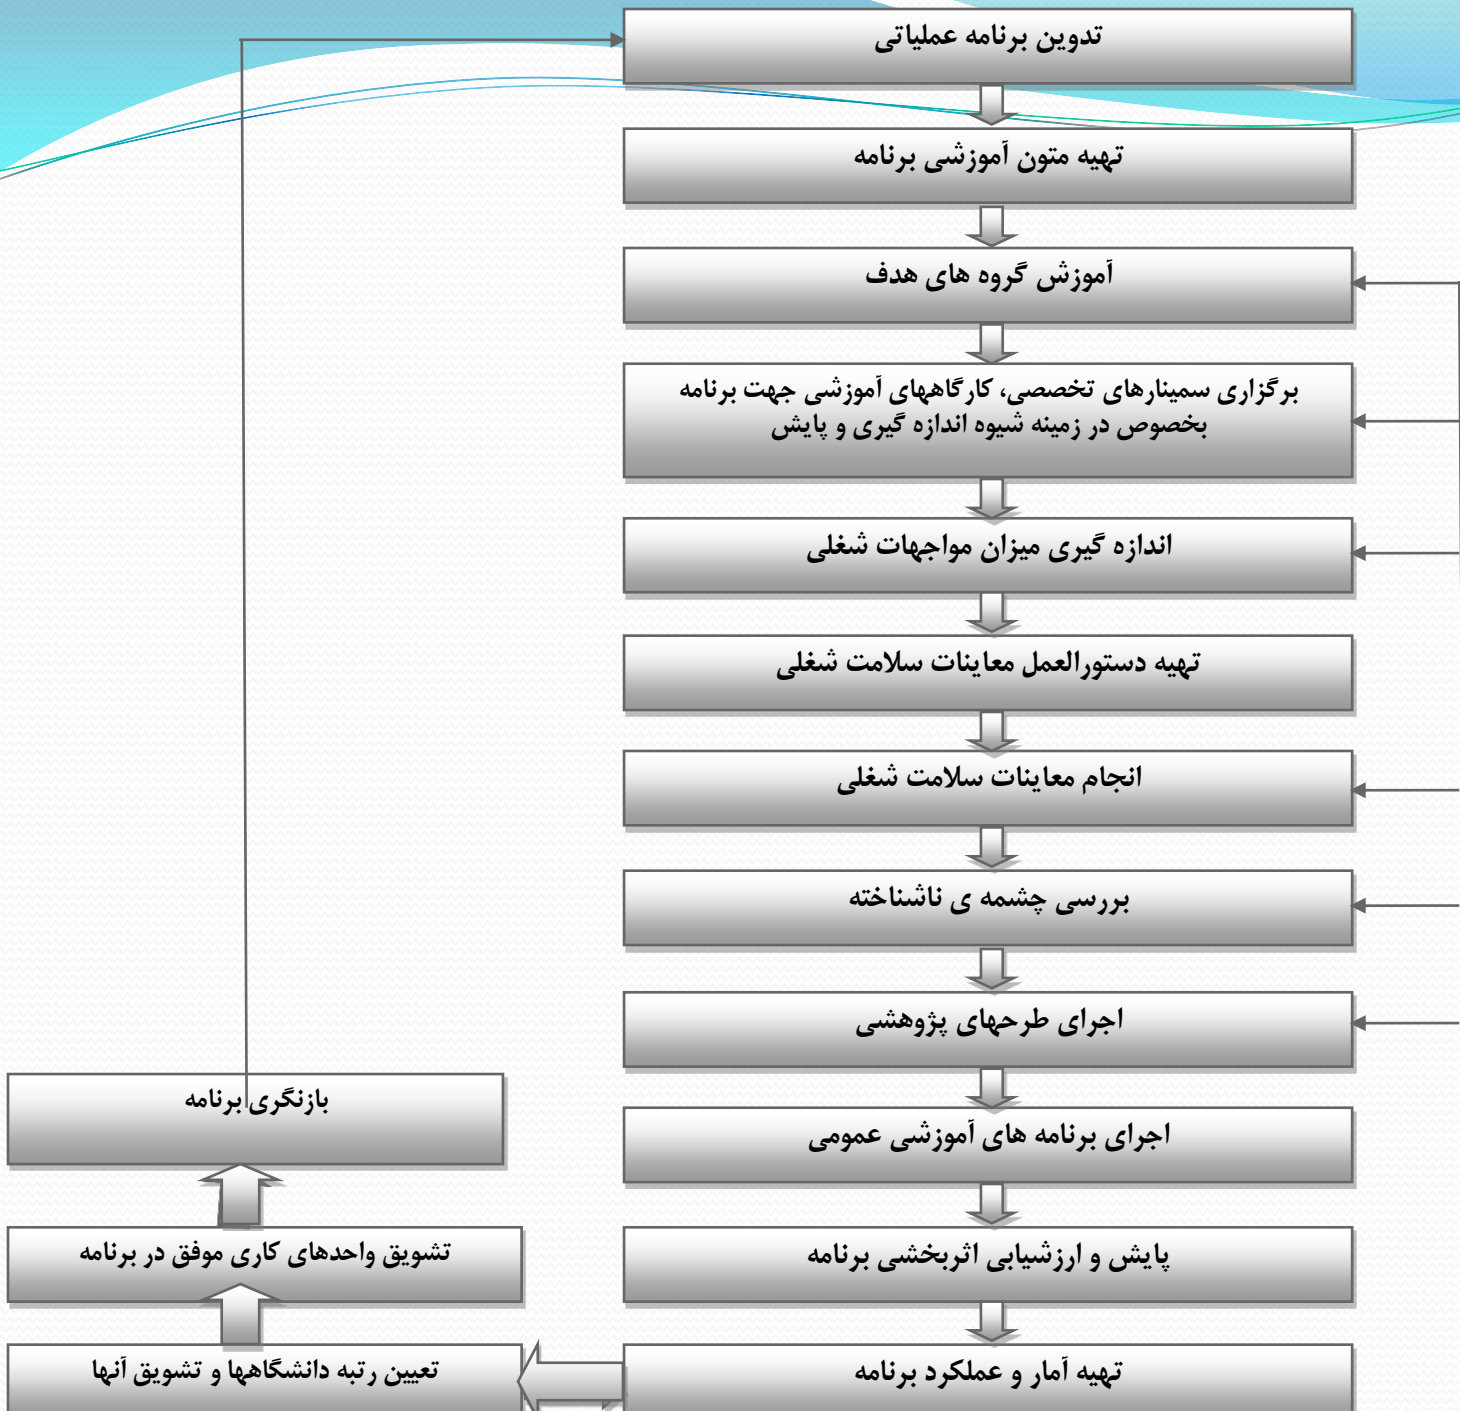 تدوین برنامه عملیاتی
تهیه متون آموزشی برنامه
آموزش گروه های هدف
برگزاری سمینارهای تخصصی، کارگاههای آموزشی جهت برنامه
بخصوص در زمینه شیوه اندازه گیری و پایش
اندازه گیری میزان مواجهات شغلی
تهیه دستورالعمل معاینات سلامت شغلی
انجام معاینات سلامت شغلی
بررسی چشمه ی ناشناخته
اجرای طرحهای پژوهشی
اجرای برنامه های آموزشی عمومی
پایش و ارزشیابی اثربخشی برنامه
تهیه آمار و عملکرد برنامه
تعیین رتبه دانشگاهها و تشویق آنها
تشویق واحدهای کاری موفق در برنامه
بازنگری برنامه